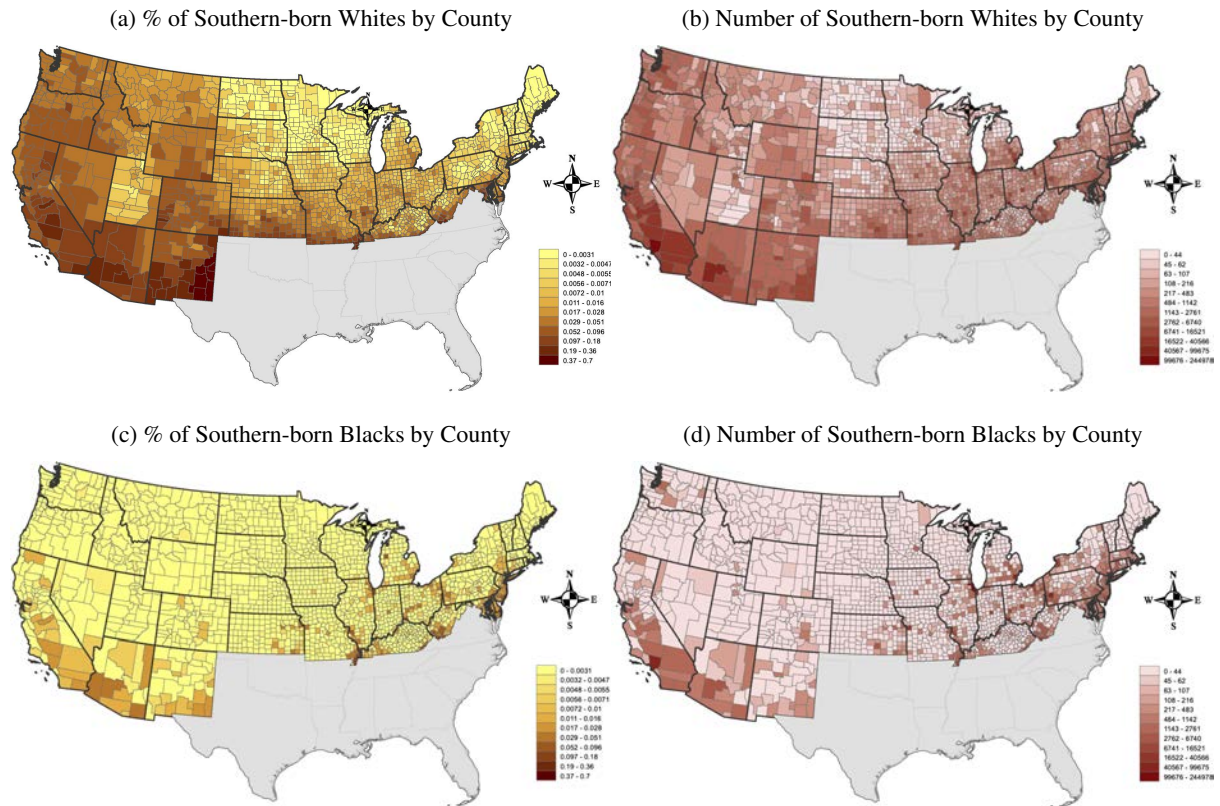 (a) % of Southern-born Whites by County
(b) Number of Southern-born Whites by County
N
W E
S
0 - 0.0031
0.0032 - 0.0047
0.0048 - 0.0055
0.0056 - 0.0071
0.0072 - 0.01
0.011 - 0.016
0.017 - 0.028
0.029 - 0.051
0.052 - 0.096
0.097 - 0.18
0.19 - 0.36
0.37 - 0.7
N
W E
S
0 - 44
45 - 62
63 - 107
108 - 216
217 - 483
484 - 1142
1143 - 2761
2762 - 6740
6741 - 16521
16522 - 40566
40567 - 99675
99676 - 244978
(c) % of Southern-born Blacks by County
(d) Number of Southern-born Blacks by County
N
W E
S
0 - 0.0031
0.0032 - 0.0047
0.0048 - 0.0055
0.0056 - 0.0071
0.0072 - 0.01
0.011 - 0.016
0.017 - 0.028
0.029 - 0.051
0.052 - 0.096
0.097 - 0.18
0.19 - 0.36
0.37 - 0.7
N
W E
S
0 - 44
45 - 62
63 - 107
108 - 216
217 - 483
484 - 1142
1143 - 2761
2762 - 6740
6741 - 16521
16522 - 40566
40567 - 99675
99676 - 244978